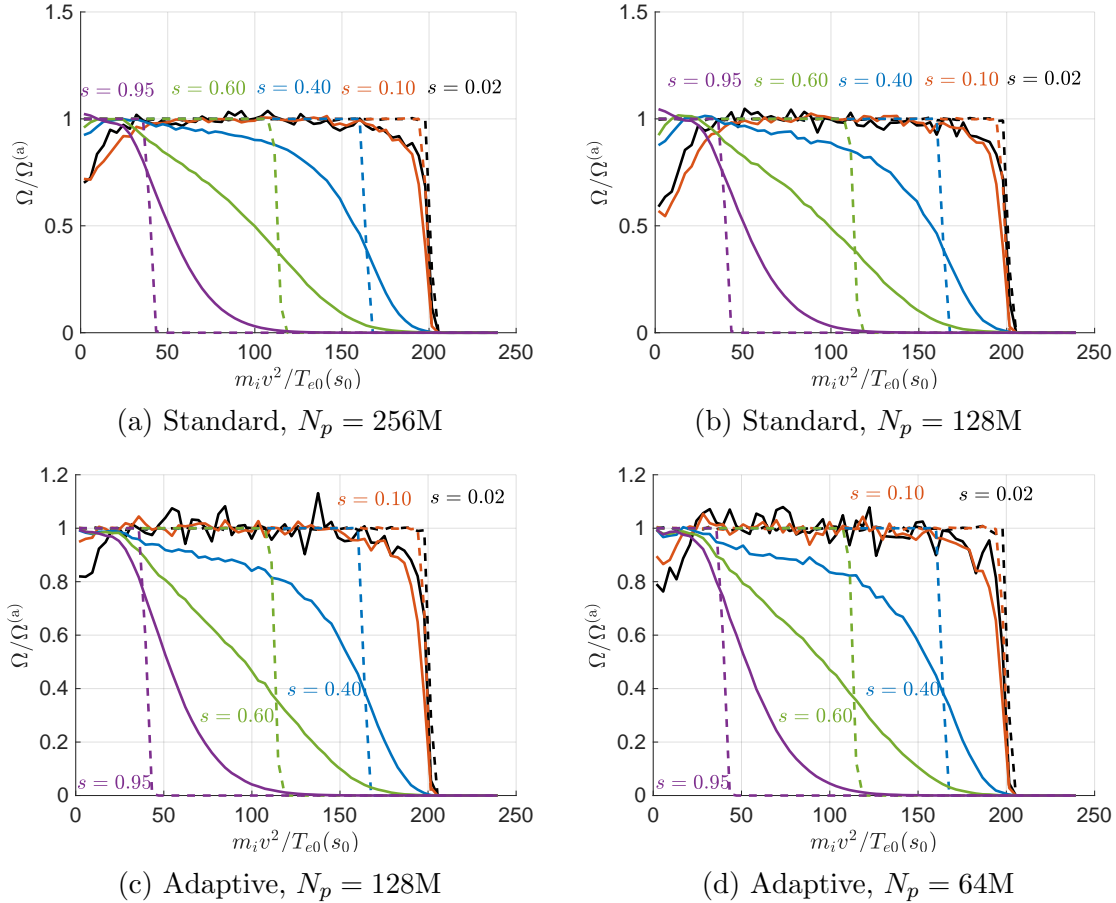 1.5
1
0.5
0
Ω/Ω^(a)
s = 0.95
s = 0.60
s = 0.40
s = 0.10
s = 0.02
0 50 100 150 200 250
m_i v^2/T_e0(s_0)
(a) Standard, N_p = 256M
1.5
1
0.5
0
Ω/Ω^(a)
s = 0.95
s = 0.60
s = 0.40
s = 0.10
s = 0.02
0 50 100 150 200 250
m_i v^2/T_e0(s_0)
(b) Standard, N_p = 128M
1.2
1
0.8
0.6
0.4
0.2
0
Ω/Ω^(a)
s = 0.10
s = 0.02
s = 0.40
s = 0.60
s = 0.95
0 50 100 150 200 250
m_i v^2/T_e0(s_0)
(c) Adaptive, N_p = 128M
1.2
1
0.8
0.6
0.4
0.2
0
Ω/Ω^(a)
s = 0.10
s = 0.02
s = 0.40
s = 0.60
s = 0.95
0 50 100 150 200 250
m_i v^2/T_e0(s_0)
(d) Adaptive, N_p = 64M